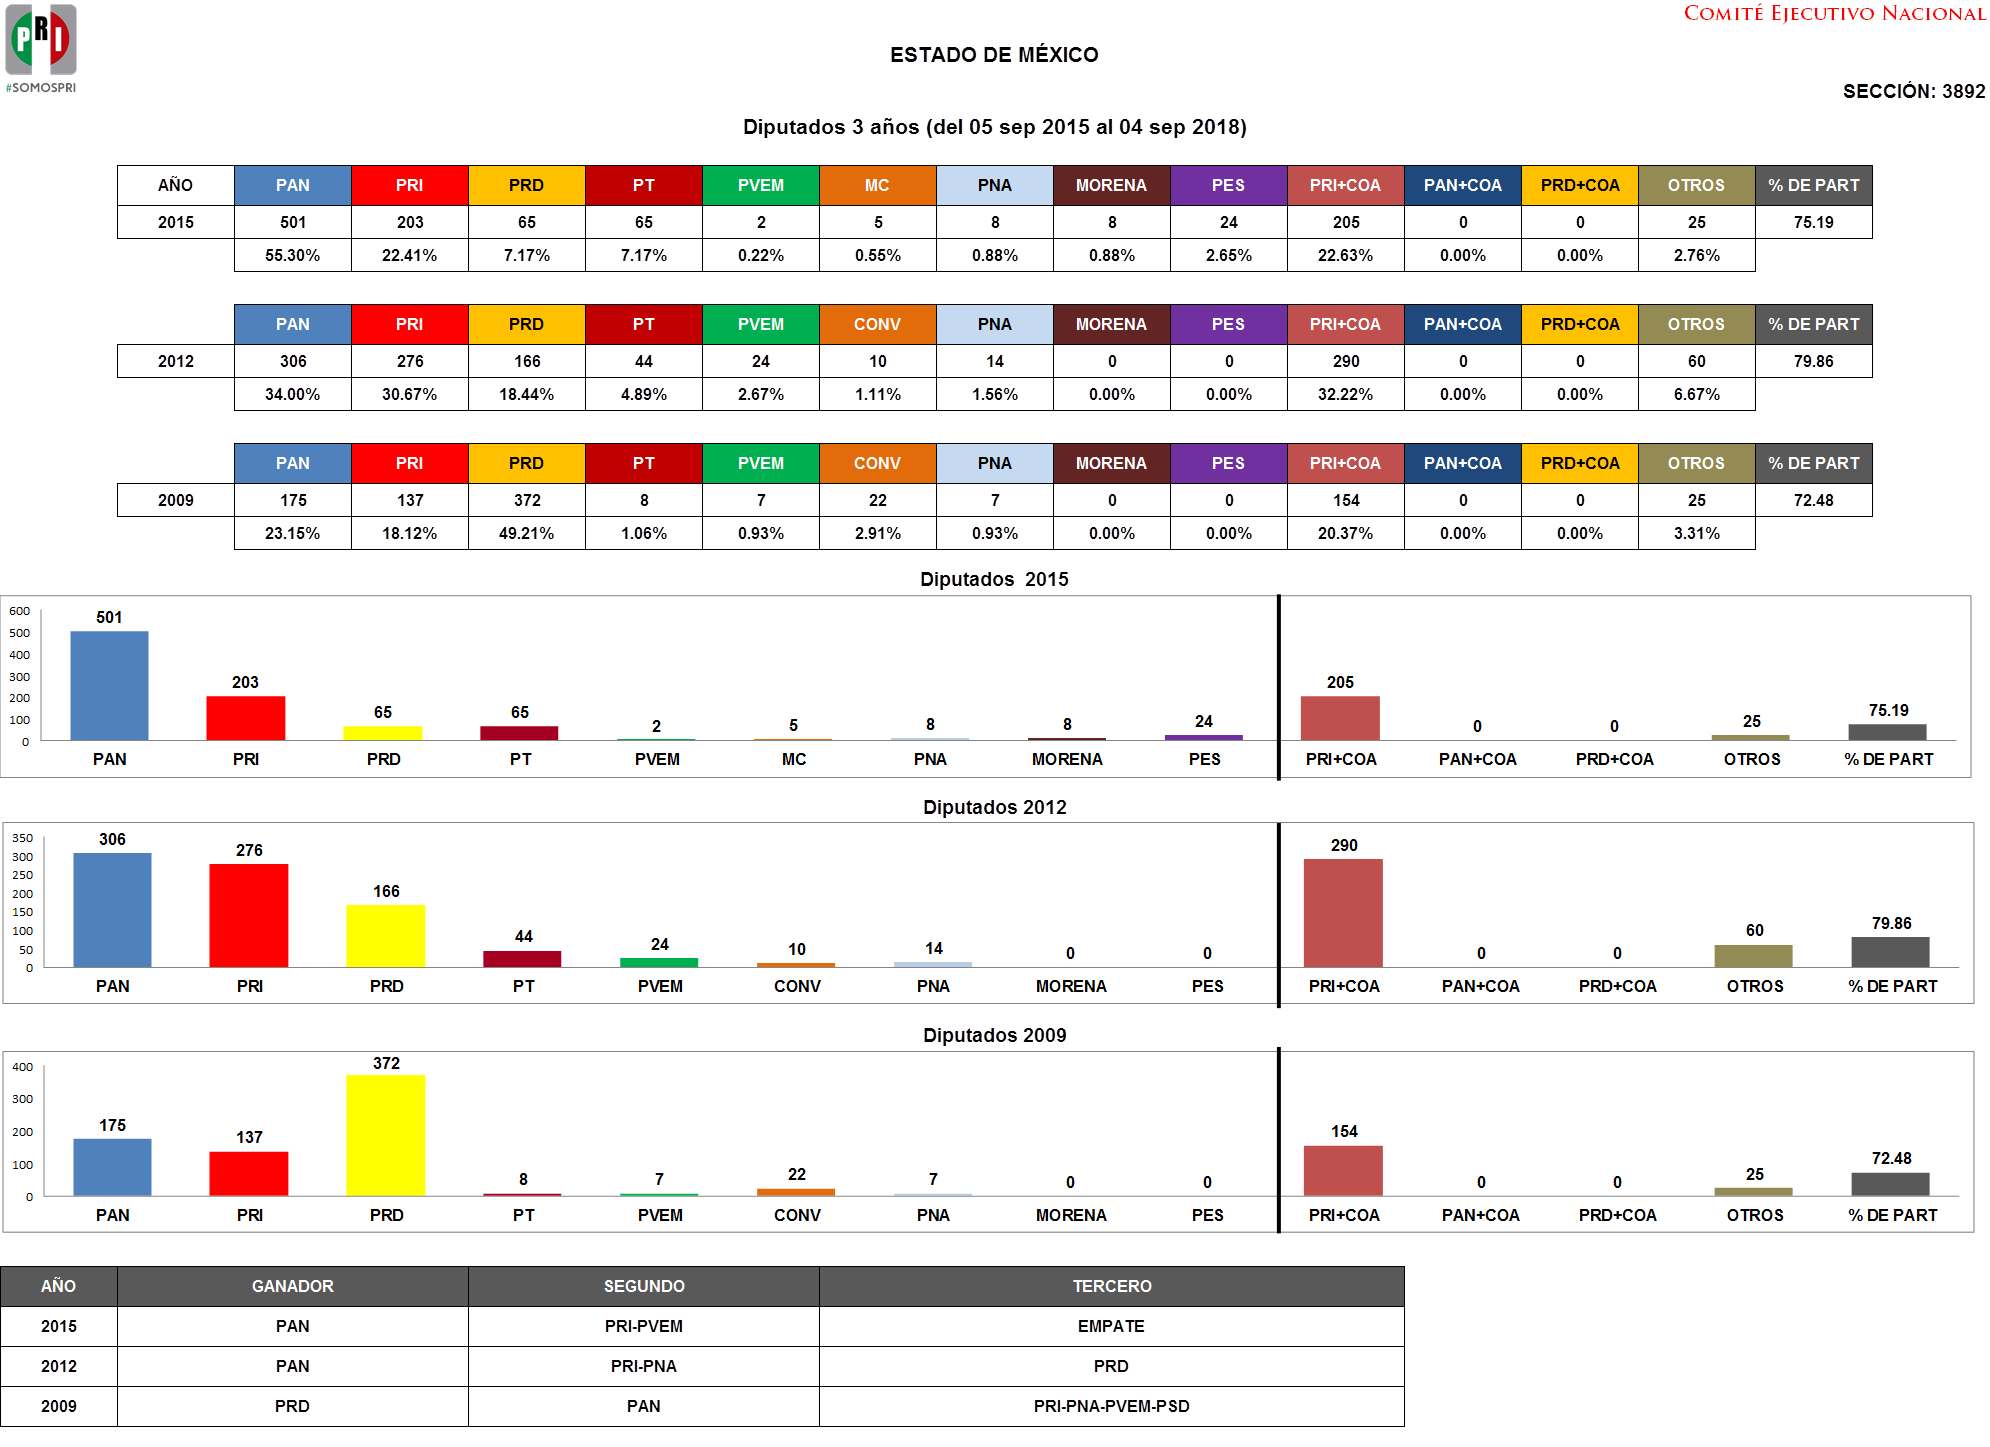 PRI
#SOMOSPRI
COMITÉ EJECUTIVO NACIONAL
ESTADO DE MÉXICO
SECCIÓN: 3892
Diputados 3 años (del 05 sep 2015 al 04 sep 2018)
AÑO PAN PRI PRD PT PVEM MC PNA MORENA PES PRI+COA PAN+COA PRD+COA OTROS % DE PART
2015 501 203 65 65 2 5 8 8 24 205 0 0 25 75.19
55.30% 22.41% 7.17% 7.17% 0.22% 0.55% 0.88% 0.88% 2.65% 22.63% 0.00% 0.00% 2.76%
PAN PRI PRD PT PVEM CONV PNA MORENA PES PRI+COA PAN+COA PRD+COA OTROS % DE PART
2012 306 276 166 44 24 10 14 0 0 290 0 0 60 79.86
34.00% 30.67% 18.44% 4.89% 2.67% 1.11% 1.56% 0.00% 0.00% 32.22% 0.00% 0.00% 6.67%
PAN PRI PRD PT PVEM CONV PNA MORENA PES PRI+COA PAN+COA PRD+COA OTROS % DE PART
2009 175 137 372 8 7 22 7 0 0 154 0 0 25 72.48
23.15% 18.12% 49.21% 1.06% 0.93% 2.91% 0.93% 0.00% 0.00% 20.37% 0.00% 0.00% 3.31%
Diputados 2015
600
500
400
300
200
100
0
501 203 65 65 2 5 8 8 24 205 0 0 25 75.19
PAN PRI PRD PT PVEM MC PNA MORENA PES PRI+COA PAN+COA PRD+COA OTROS % DE PART
Diputados 2012
350
300
250
200
150
100
50
0
306 276 166 44 24 10 14 0 0 290 0 0 60 79.86
PAN PRI PRD PT PVEM CONV PNA MORENA PES PRI+COA PAN+COA PRD+COA OTROS % DE PART
Diputados 2009
400
300
200
100
0
175 137 372 8 7 22 7 0 0 154 0 0 25 72.48
PAN PRI PRD PT PVEM CONV PNA MORENA PES PRI+COA PAN+COA PRD+COA OTROS % DE PART
AÑO GANADOR SEGUNDO TERCERO
2015 PAN PRI-PVEM EMPATE
2012 PAN PRI-PNA PRD
2009 PRD PAN PRI-PNA-PVEM-PSD